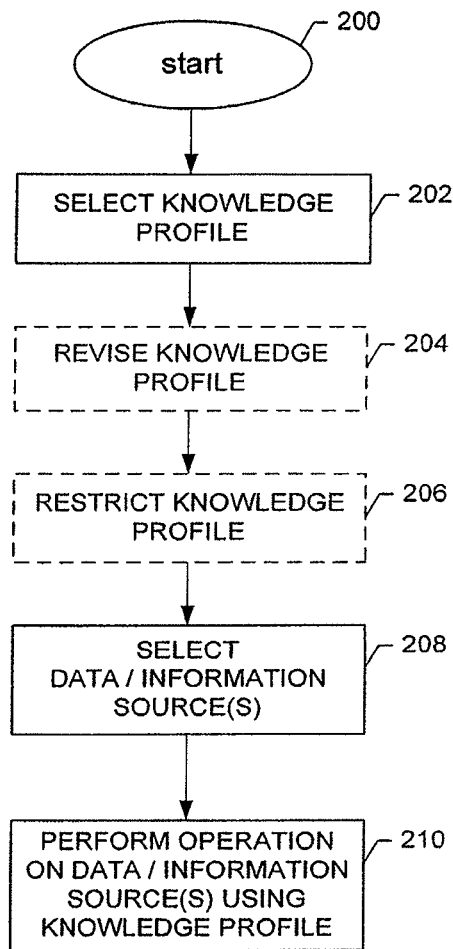 200
start
202
SELECT KNOWLEDGE
PROFILE
204
REVISE KNOWLEDGE
PROFILE
206
RESTRICT KNOWLEDGE
PROFILE
208
SELECT
DATA / INFORMATION
SOURCE(S)
210
PERFORM OPERATION
ON DATA / INFORMATION
SOURCE(S) USING
KNOWLEDGE PROFILE